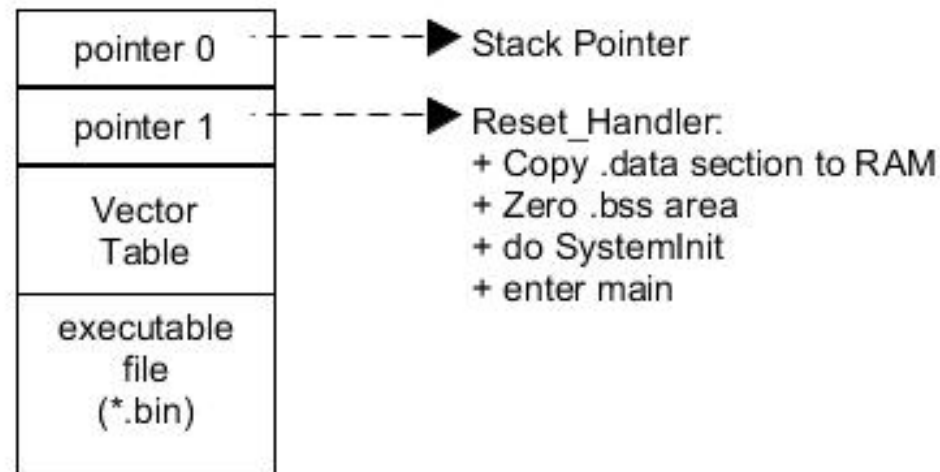 pointer 0
Stack Pointer
pointer 1
Reset_Handler:
+ Copy .data section to RAM
+ Zero .bss area
+ do SystemInit
+ enter main
Vector
Table
executable
file
(*.bin)